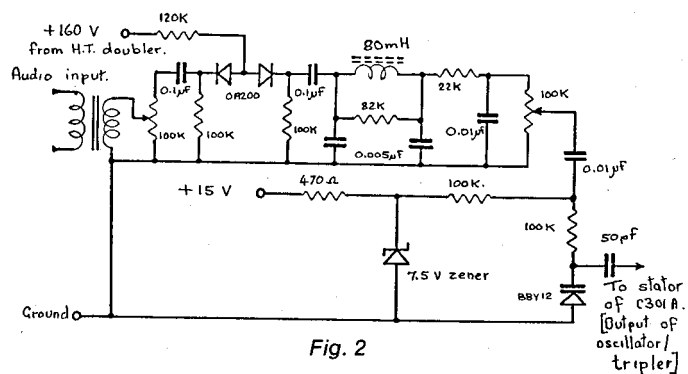 +160 V
from H.T. doubler.
120K
Audio input.
0.1µF
OA200
0.1µF
80mH
22K
100K
100K
100K
100K
82K
0.005µF
0.01µF
0.01µF
+15 V
470Ω
100K.
100K
50pf
7.5 V zener
BBY12
To stator
of C301A.
[Output of
oscillator/
tripler]
Ground
Fig. 2